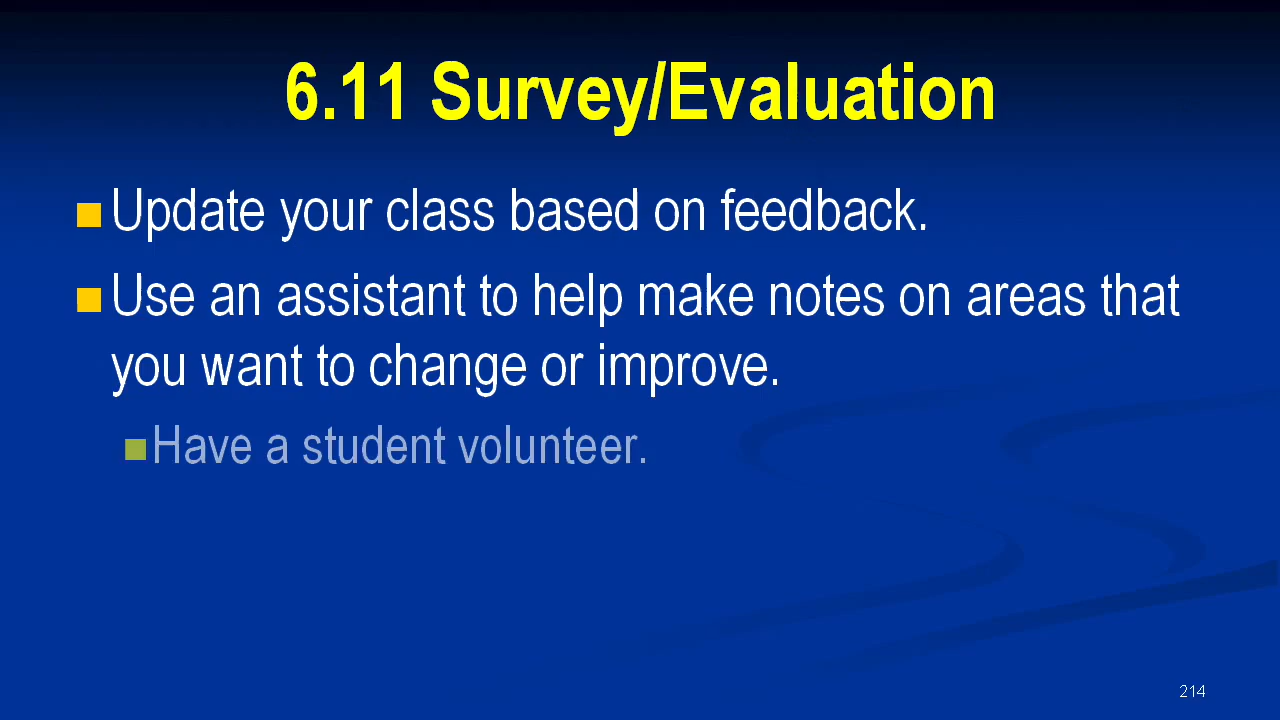 6.11 Survey/Evaluation
Update your class based on feedback.
Use an assistant to help make notes on areas that
you want to change or improve.
Have a student volunteer.
214